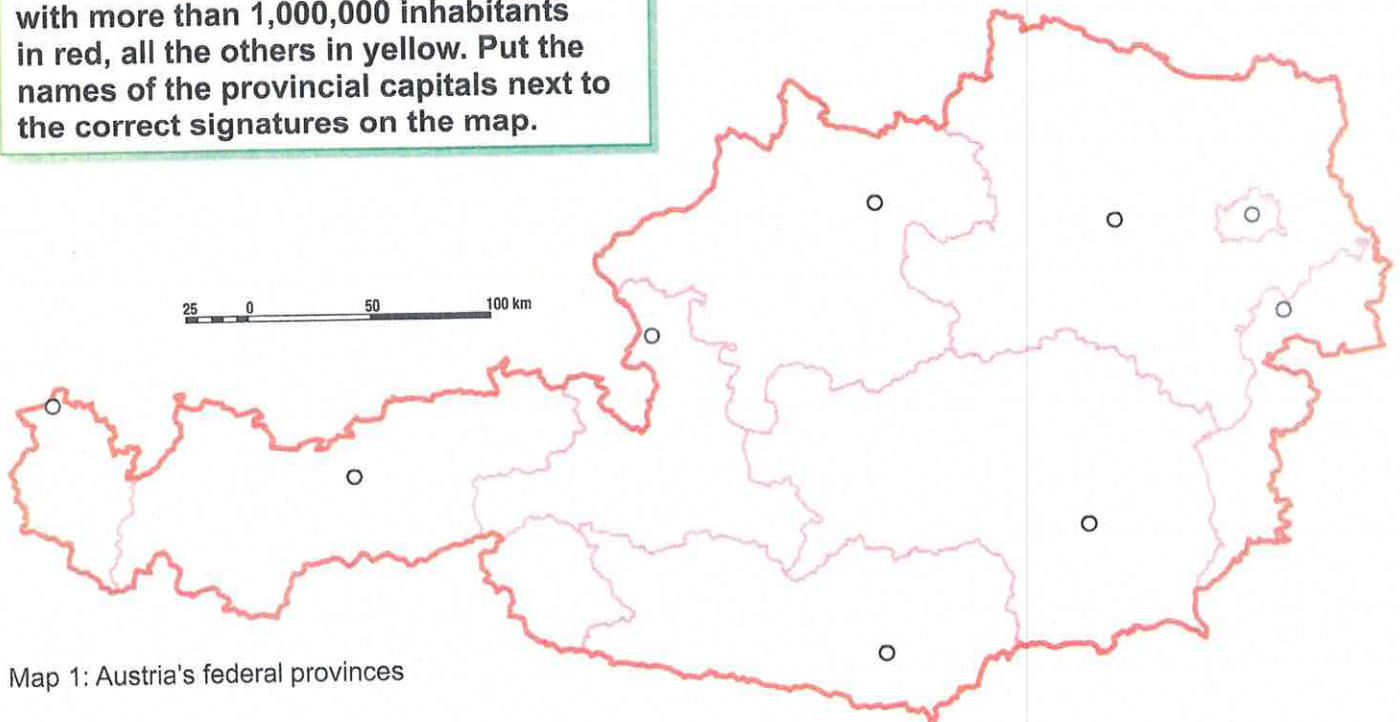 with more than 1,000,000 inhabitants
in red, all the others in yellow. Put the
names of the provincial capitals next to
the correct signatures on the map.
25 0 50 100 km
Map 1: Austria's federal provinces